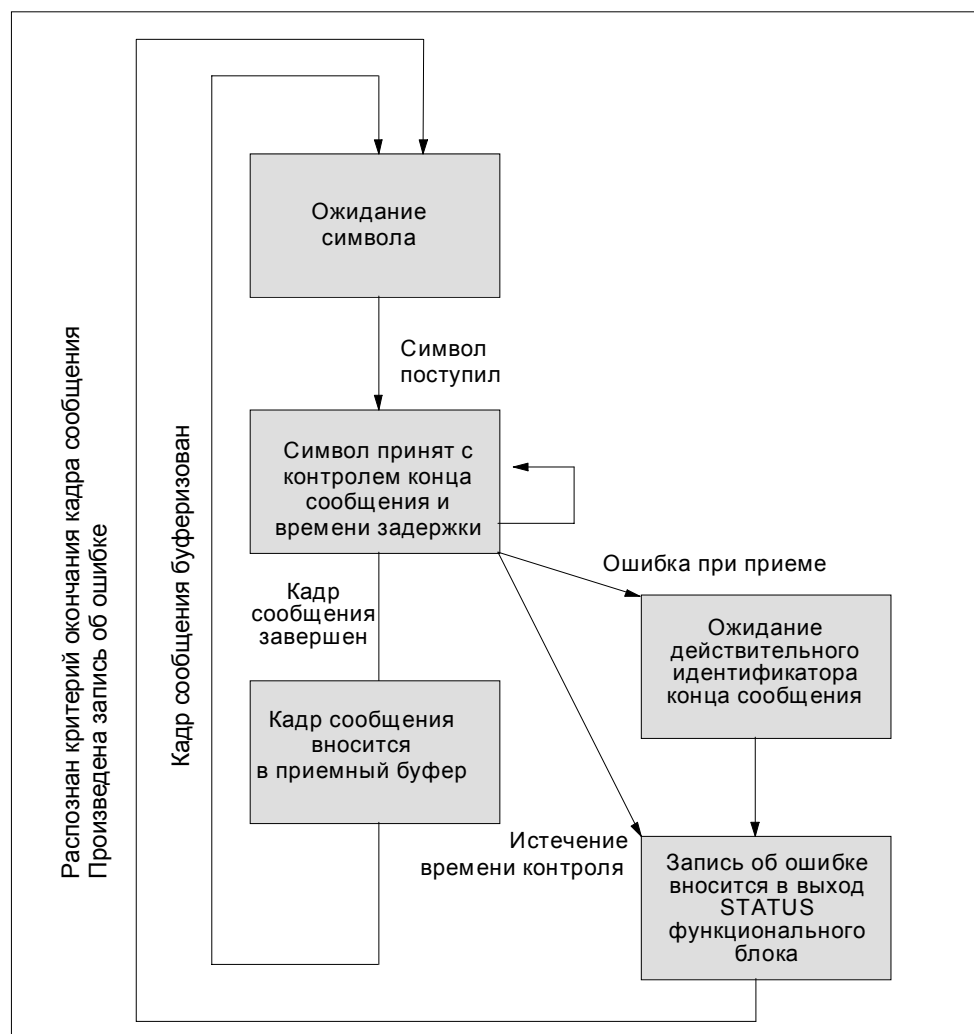 Ожидание
символа
Символ
поступил
Символ принят с
контролем конца
сообщения и
времени задержки
Ошибка при приеме
Кадр
сообщения
завершен
Ожидание
действительного
идентификатора
конца сообщения
Кадр сообщения
вносится
в приемный буфер
Истечение
времени контроля
Запись об ошибке
вносится в выход
STATUS
функционального
блока
Кадр сообщения буферизован
Распознан критерий окончания кадра сообщения
Произведена запись об ошибке